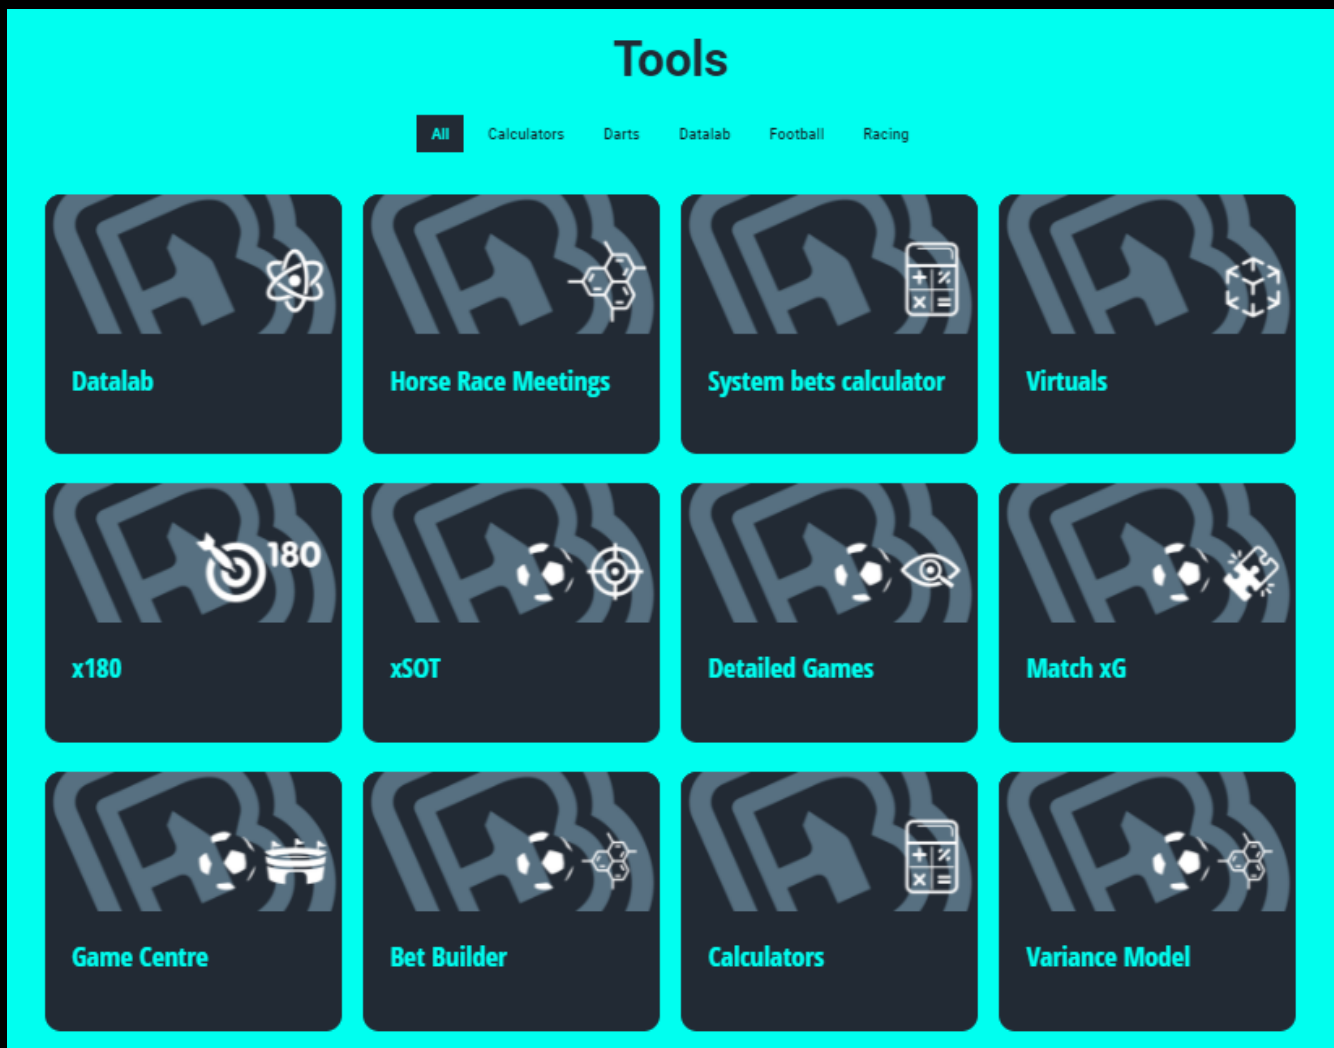 Tools
All Calculators Darts Datalab Football Racing
Datalab Horse Race Meetings System bets calculator Virtuals
180
x180 xSOT Detailed Games Match xG
Game Centre Bet Builder Calculators Variance Model